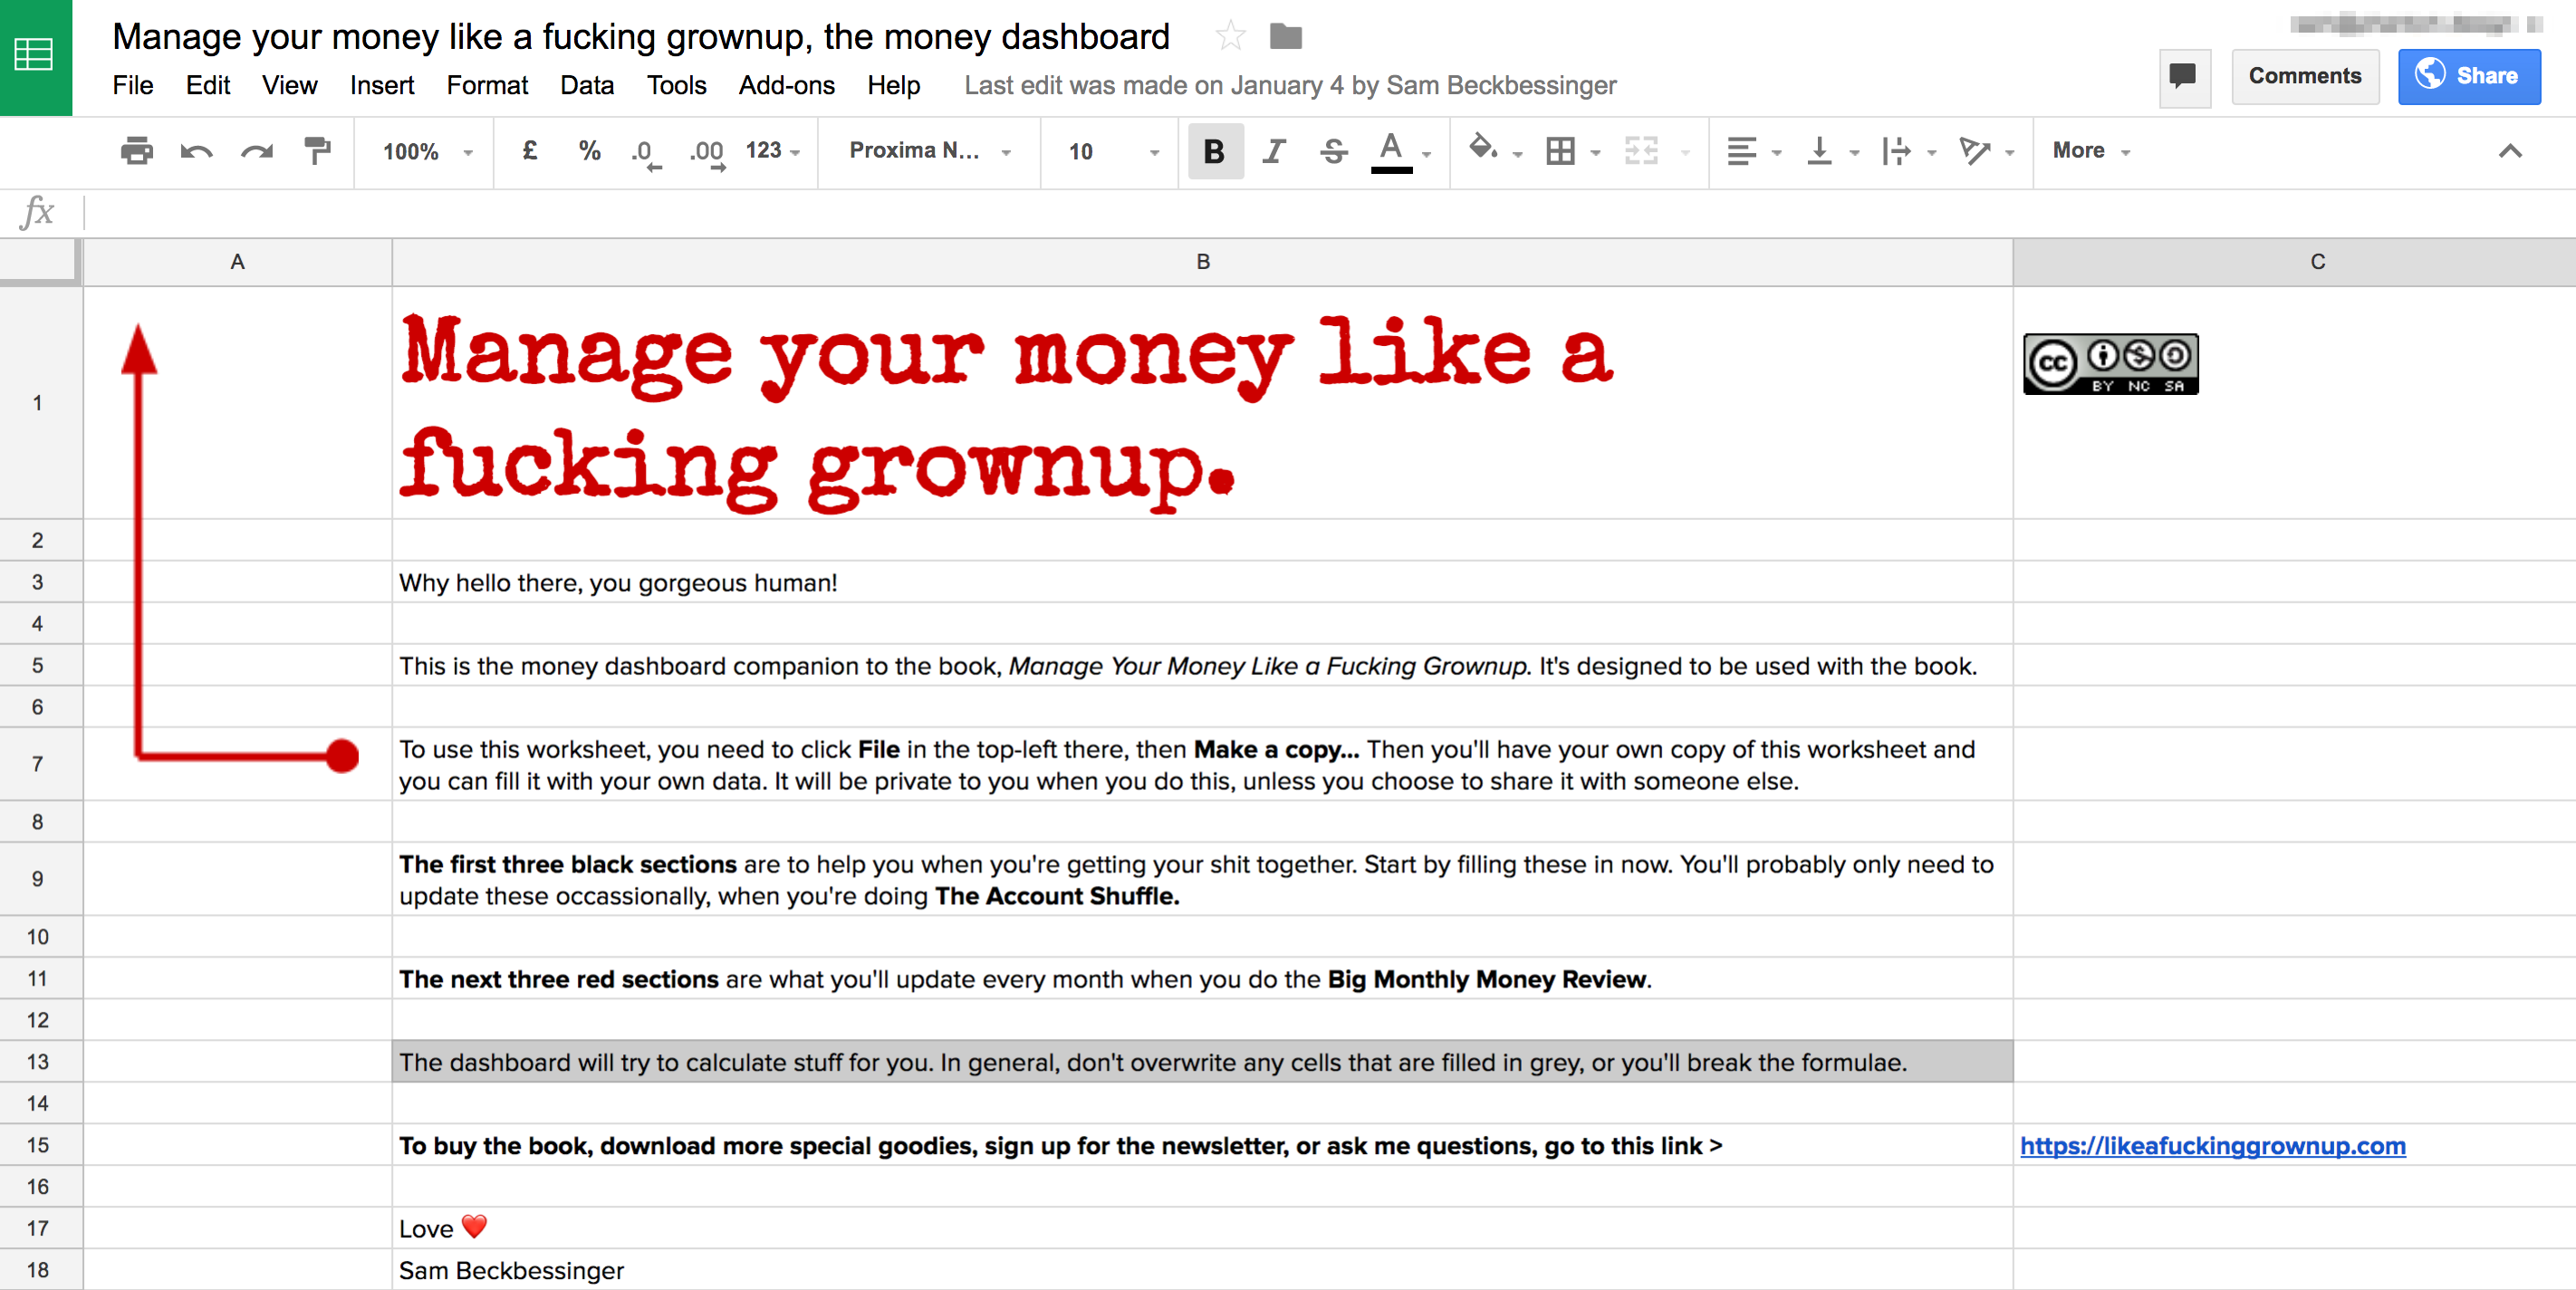 Manage your money like a fucking grownup, the money dashboard
File Edit View Insert Format Data Tools Add-ons Help Last edit was made on January 4 by Sam Beckbessinger
Comments
Share
100% £ % .0 .00 123 Proxima N... 10 B I S A More
fx
A B C
1
Manage your money like a
fucking grownup.
CC BY NC SA
2
3 Why hello there, you gorgeous human!
4
5 This is the money dashboard companion to the book, Manage Your Money Like a Fucking Grownup. It's designed to be used with the book.
6
7 To use this worksheet, you need to click File in the top-left there, then Make a copy... Then you'll have your own copy of this worksheet and
you can fill it with your own data. It will be private to you when you do this, unless you choose to share it with someone else.
8
9 The first three black sections are to help you when you're getting your shit together. Start by filling these in now. You'll probably only need to
update these occassionally, when you're doing The Account Shuffle.
10
11 The next three red sections are what you'll update every month when you do the Big Monthly Money Review.
12
13 The dashboard will try to calculate stuff for you. In general, don't overwrite any cells that are filled in grey, or you'll break the formulae.
14
15 To buy the book, download more special goodies, sign up for the newsletter, or ask me questions, go to this link > https://likeafuckinggrownup.com
16
17 Love ❤️
18 Sam Beckbessinger